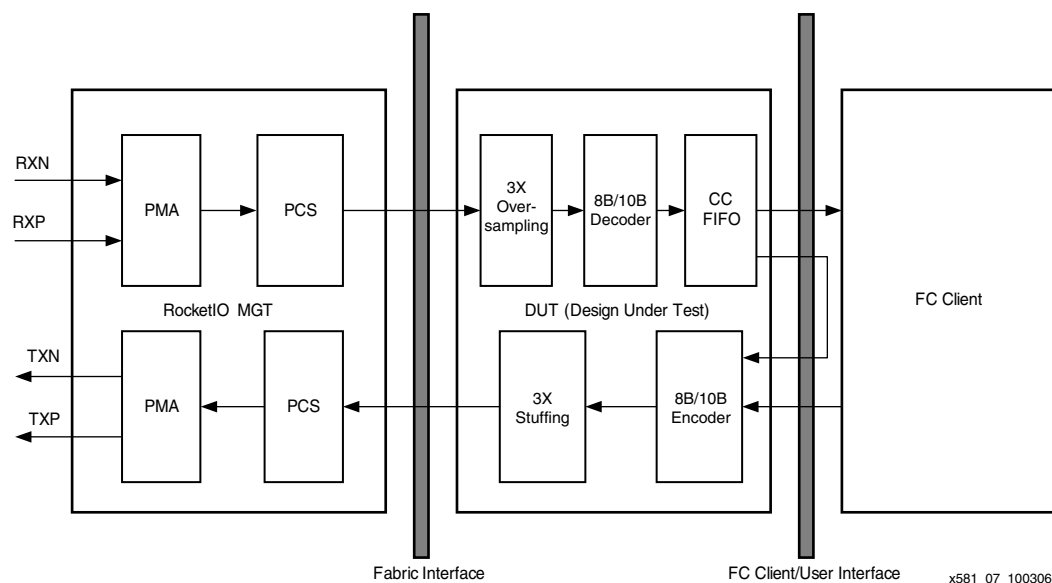 RXN
RXP
PMA
PCS
3X
Over-
sampling
8B/10B
Decoder
CC
FIFO
RocketIO MGT
DUT (Design Under Test)
FC Client
TXN
TXP
PMA
PCS
3X
Stuffing
8B/10B
Encoder
Fabric Interface
FC Client/User Interface
x581_07_100306